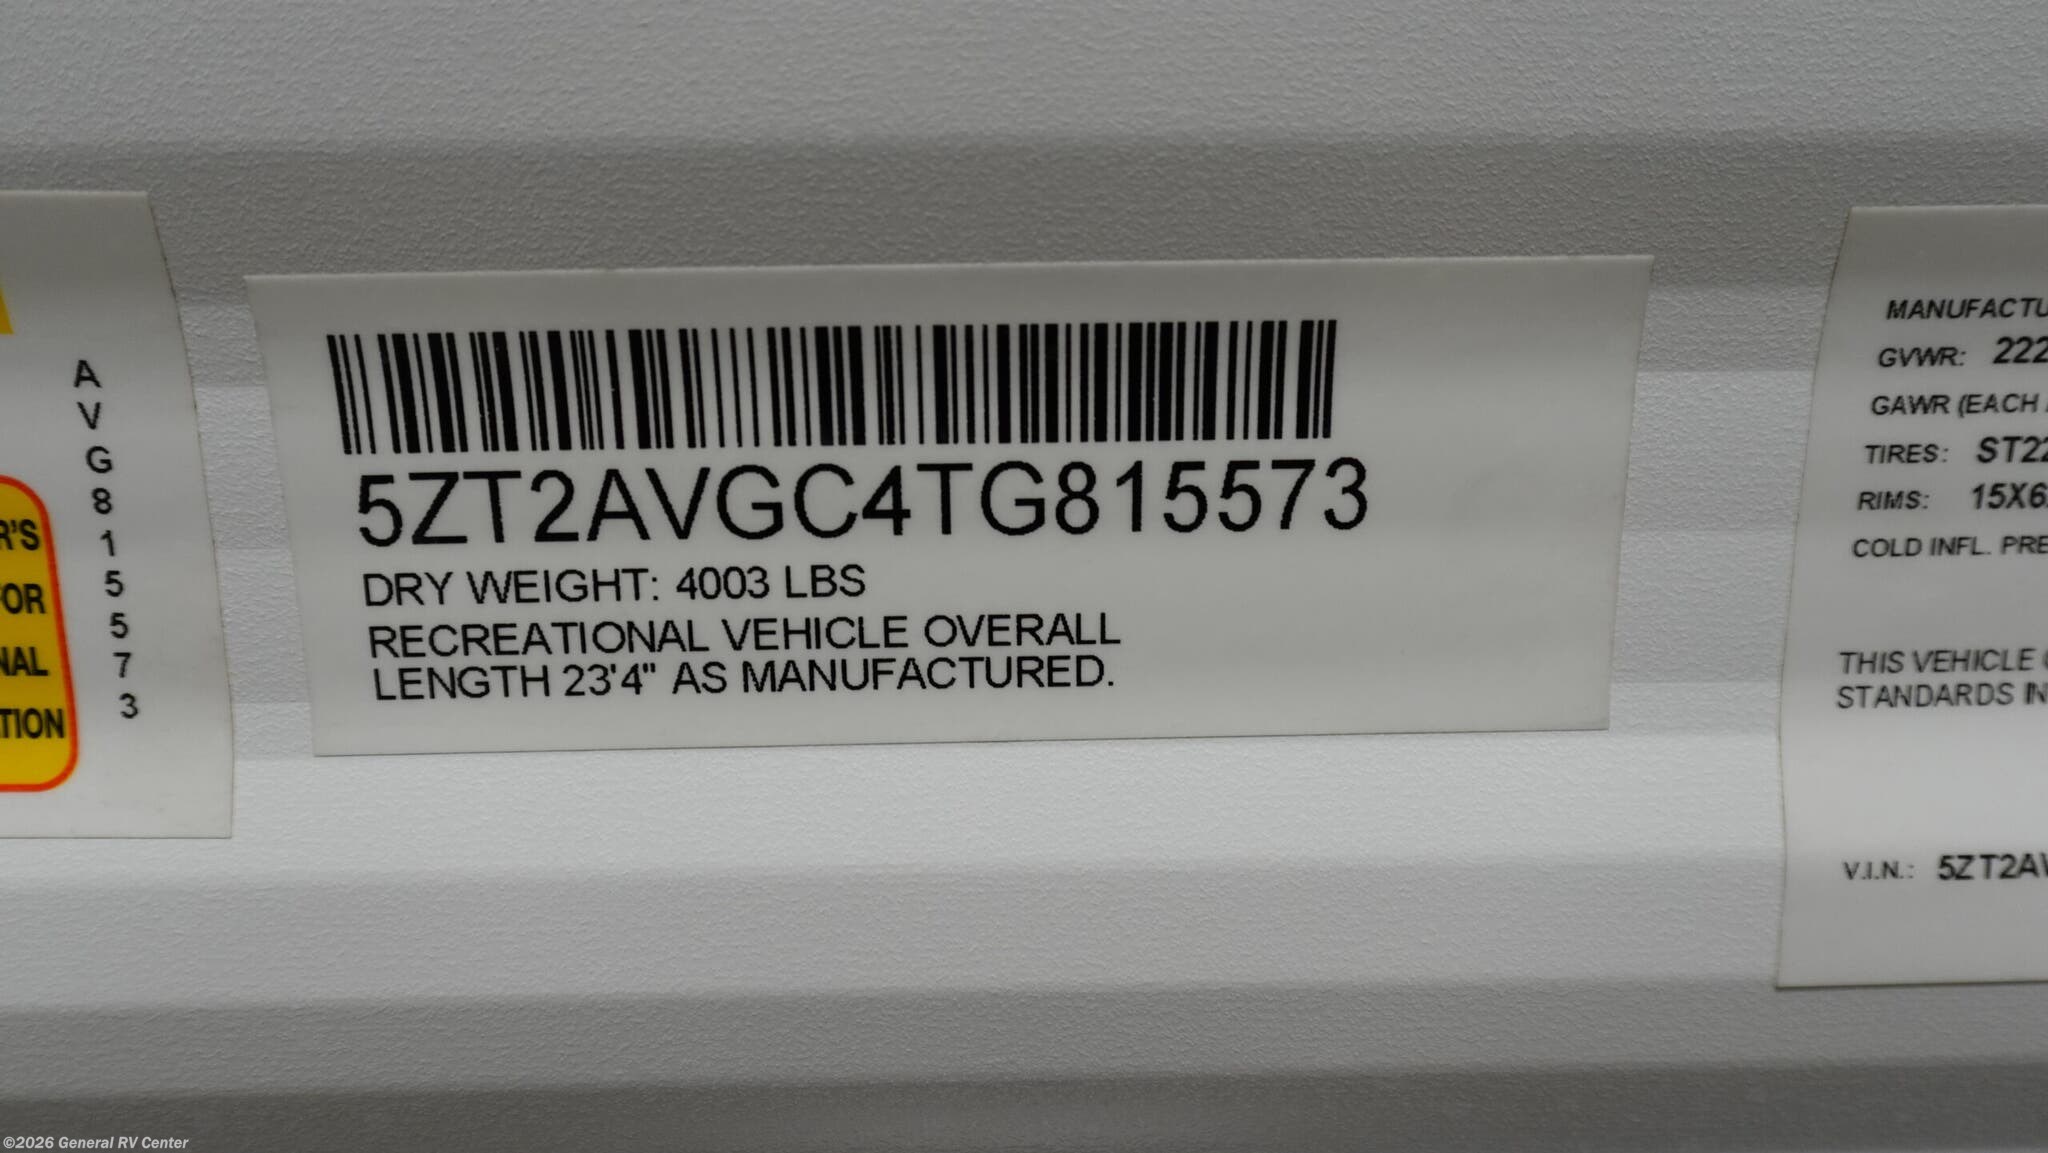 A
V
G
8
1
5
5
7
3
R'S
FOR
NAL
TION
5ZT2AVGC4TG815573
DRY WEIGHT: 4003 LBS
RECREATIONAL VEHICLE OVERALL
LENGTH 23'4" AS MANUFACTURED.
MANUFACTU
GVWR: 222
GAWR (EACH
TIRES: ST22
RIMS: 15X6
COLD INFL. PRE
THIS VEHICLE
STANDARDS IN
V.I.N.: 5ZT2AV
©2026 General RV Center